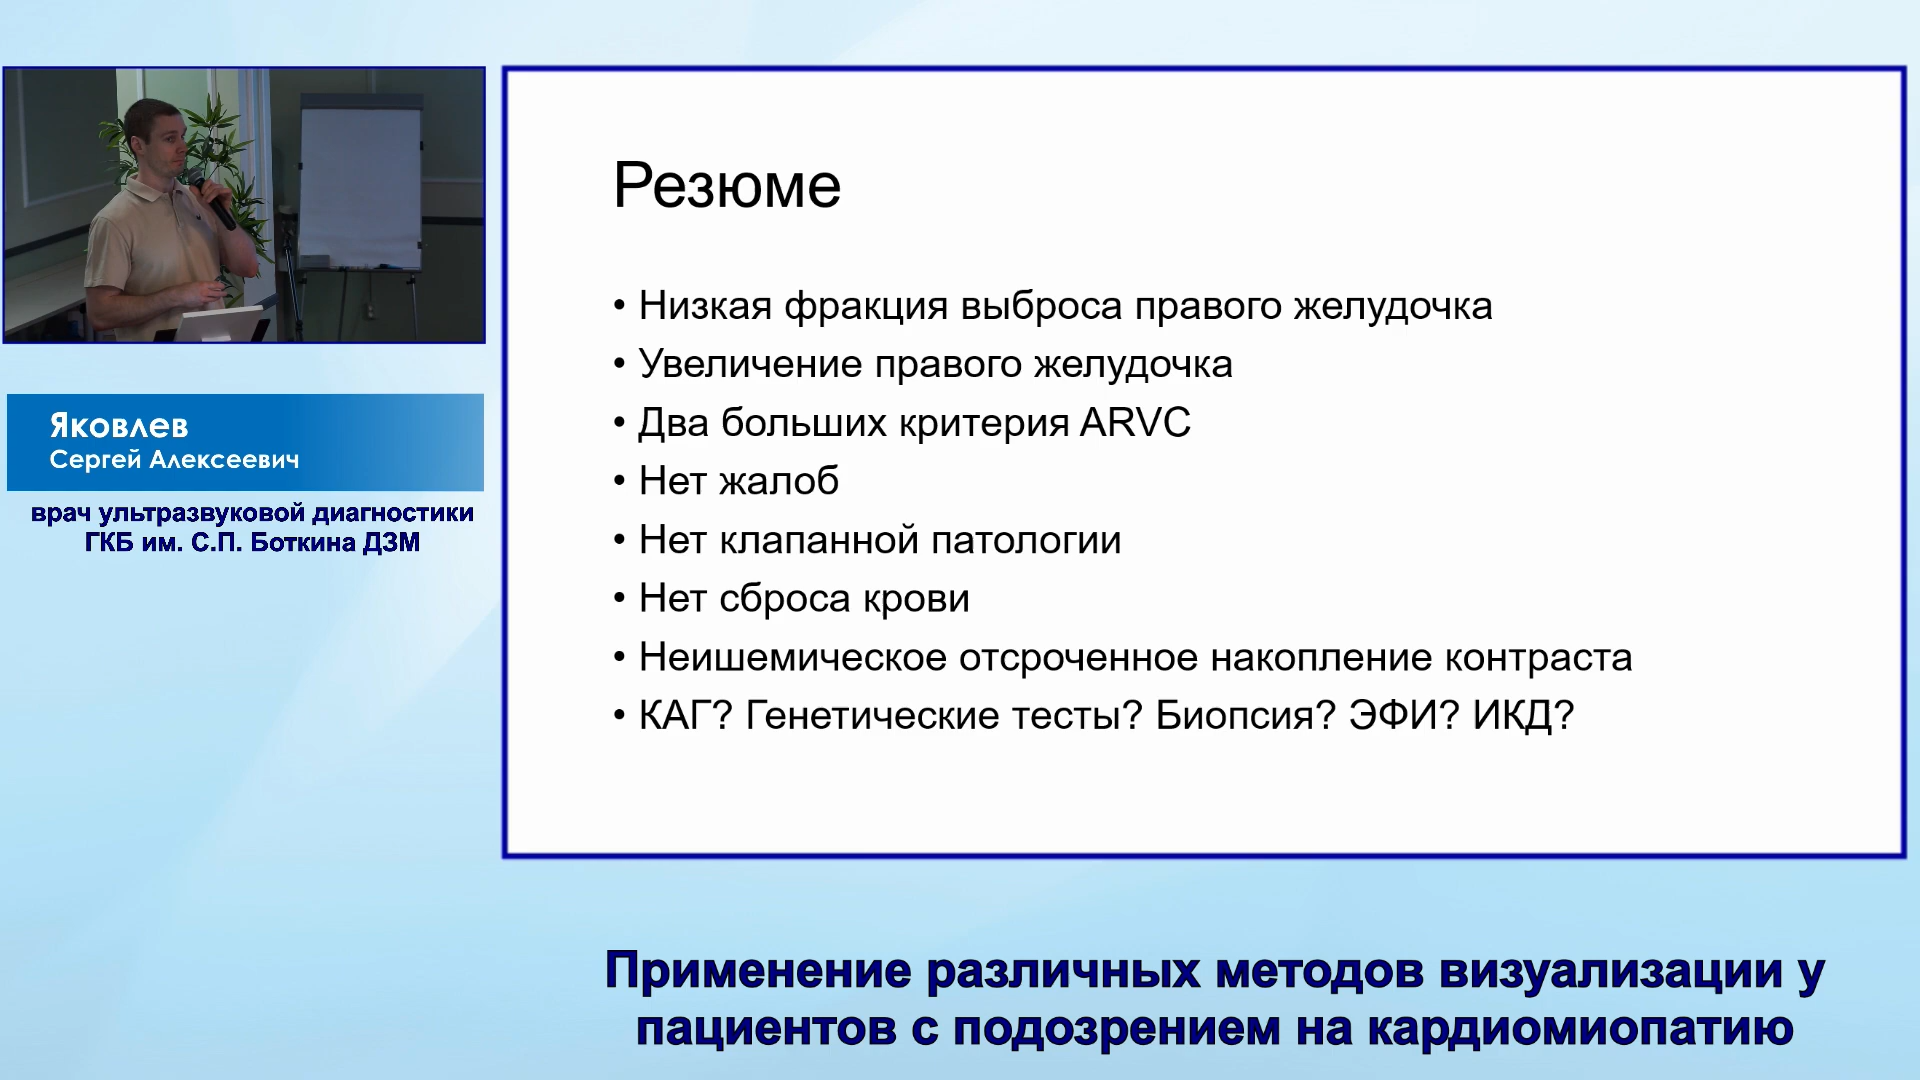 Яковлев
Сергей Алексеевич
врач ультразвуковой диагностики
ГКБ им. С.П. Боткина ДЗМ
Резюме
• Низкая фракция выброса правого желудочка
• Увеличение правого желудочка
• Два больших критерия ARVC
• Нет жалоб
• Нет клапанной патологии
• Нет сброса крови
• Неишемическое отсроченное накопление контраста
• КАГ? Генетические тесты? Биопсия? ЭФИ? ИКД?
Применение различных методов визуализации у
пациентов с подозрением на кардиомиопатию